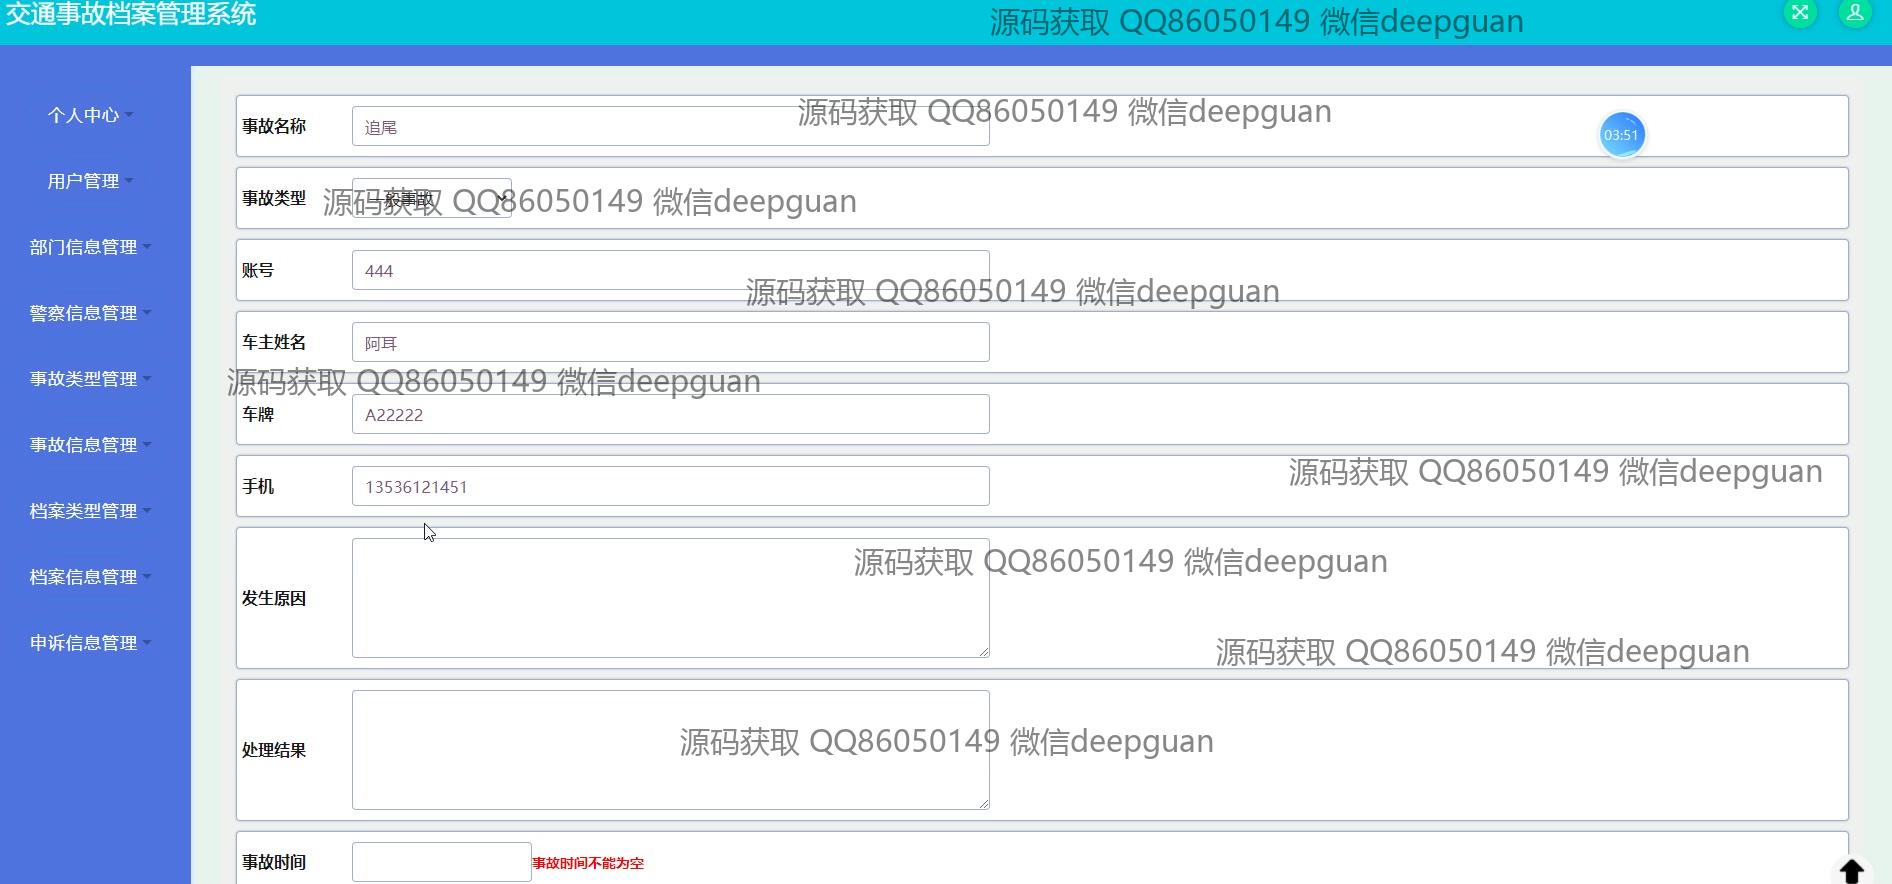 交通事故档案管理系统
源码获取 QQ86050149 微信deepguan
个人中心
用户管理
部门信息管理
警察信息管理
事故类型管理
事故信息管理
档案类型管理
档案信息管理
申诉信息管理
事故名称 追尾
源码获取 QQ86050149 微信deepguan
03:51
事故类型 一般事故
源码获取 QQ86050149 微信deepguan
账号 444
源码获取 QQ86050149 微信deepguan
车主姓名 阿耳
源码获取 QQ86050149 微信deepguan
车牌 A22222
手机 13536121451
源码获取 QQ86050149 微信deepguan
源码获取 QQ86050149 微信deepguan
发生原因
源码获取 QQ86050149 微信deepguan
处理结果
源码获取 QQ86050149 微信deepguan
事故时间 事故时间不能为空